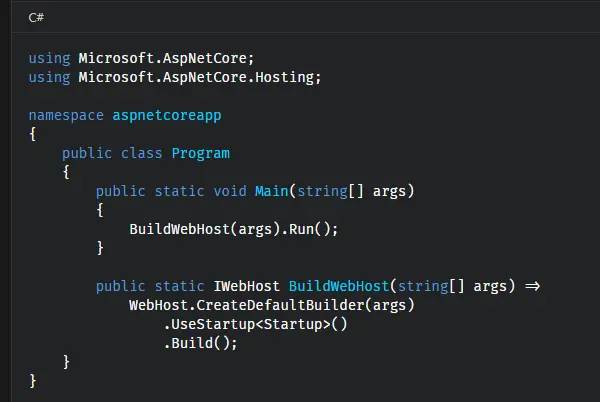 C#
using Microsoft.AspNetCore;
using Microsoft.AspNetCore.Hosting;
namespace aspnetcoreapp
{
public class Program
{
public static void Main(string[] args)
{
BuildWebHost(args).Run();
}
public static IWebHost BuildWebHost(string[] args) =>
WebHost.CreateDefaultBuilder(args)
.UseStartup<Startup>()
.Build();
}
}